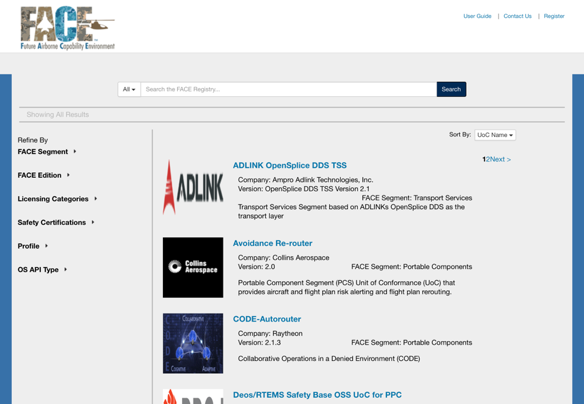 FACE
Future Airborne Capability Environment
User Guide | Contact Us | Register
All Search the FACE Registry... Search
Showing All Results
Refine By
FACE Segment
FACE Edition
Licensing Categories
Safety Certifications
Profile
OS API Type
Sort By: UoC Name
12Next >
ADLINK
ADLINK OpenSplice DDS TSS
Company: Ampro Adlink Technologies, Inc.
Version: OpenSplice DDS TSS Version 2.1
FACE Segment: Transport Services
Transport Services Segment based on ADLINKs OpenSplice DDS as the
transport layer
Collins
Aerospace
Avoidance Re-router
Company: Collins Aerospace
Version: 2.0 FACE Segment: Portable Components
Portable Component Segment (PCS) Unit of Conformance (UoC) that
provides aircraft and flight plan risk alerting and flight plan rerouting.
CODE-Autorouter
Company: Raytheon
Version: 2.1.3 FACE Segment: Portable Components
Collaborative Operations in a Denied Environment (CODE)
Deos/RTEMS Safety Base OSS UoC for PPC